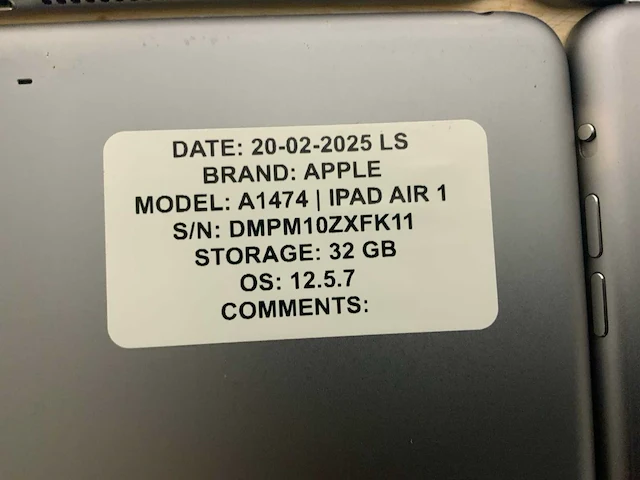 DATE: 20-02-2025 LS
BRAND: APPLE
MODEL: A1474 | IPAD AIR 1
S/N: DMPM10ZXFK11
STORAGE: 32 GB
OS: 12.5.7
COMMENTS: